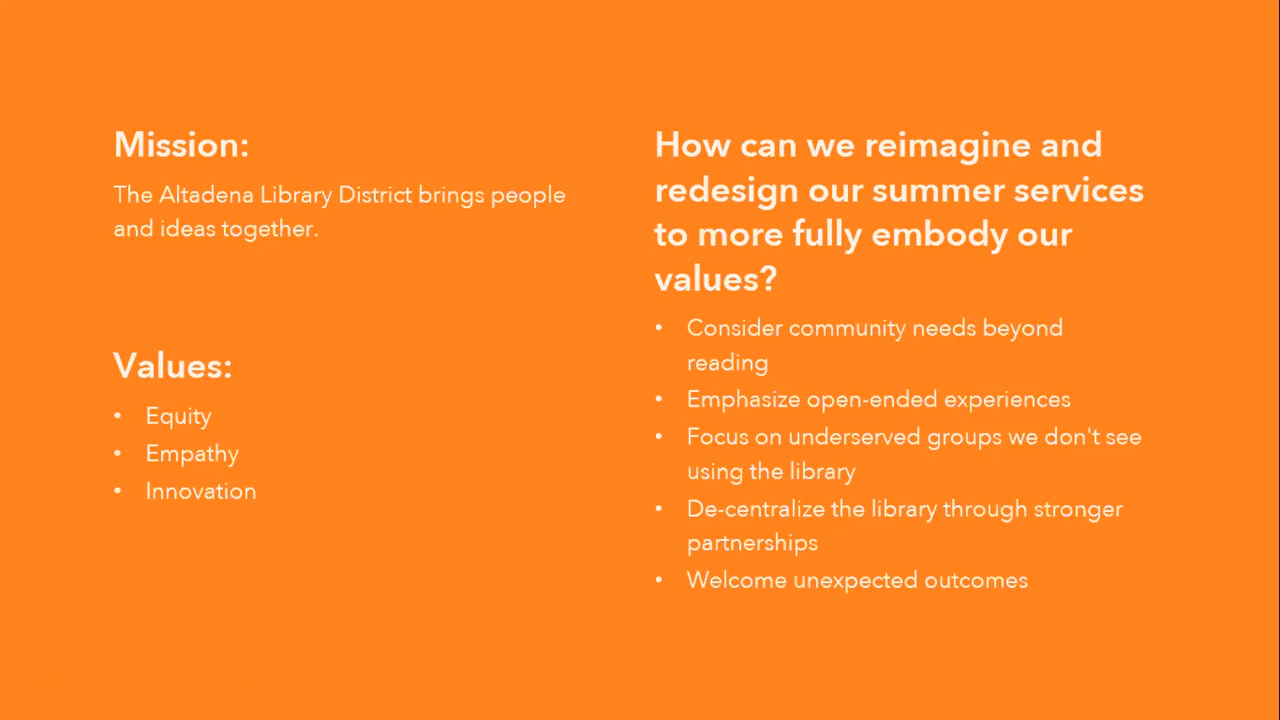 Mission:
The Altadena Library District brings people
and ideas together.
Values:
• Equity
• Empathy
• Innovation
How can we reimagine and
redesign our summer services
to more fully embody our
values?
• Consider community needs beyond
reading
• Emphasize open-ended experiences
• Focus on underserved groups we don't see
using the library
• De-centralize the library through stronger
partnerships
• Welcome unexpected outcomes